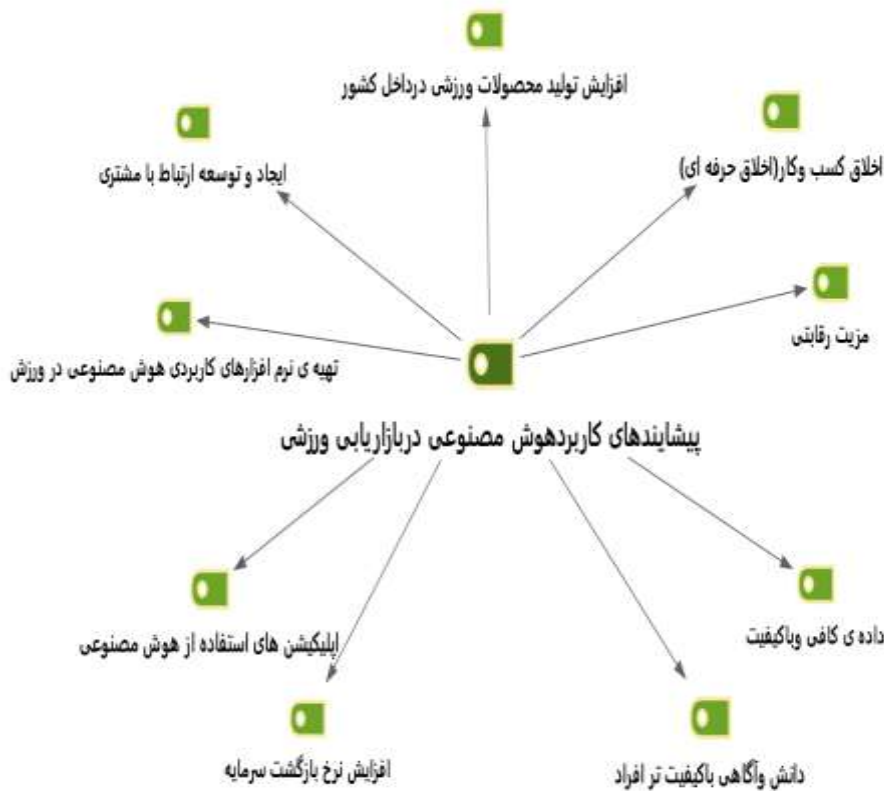 افزایش تولید محصولات ورزشی درداخل کشور
اخلاق کسب وکار(اخلاق حرفه ای)
ایجاد و توسعه ارتباط با مشتری
مزیت رقابتی
تهیه ی نرم افزارهای کاربردی هوش مصنوعی در ورزش
پیشایندهای کاربردهوش مصنوعی دربازاریابی ورزشی
داده ی کافی وباکیفیت
اپلیکیشن های استفاده از هوش مصنوعی
دانش وآگاهی باکیفیت تر افراد
افزایش نرخ بازگشت سرمایه